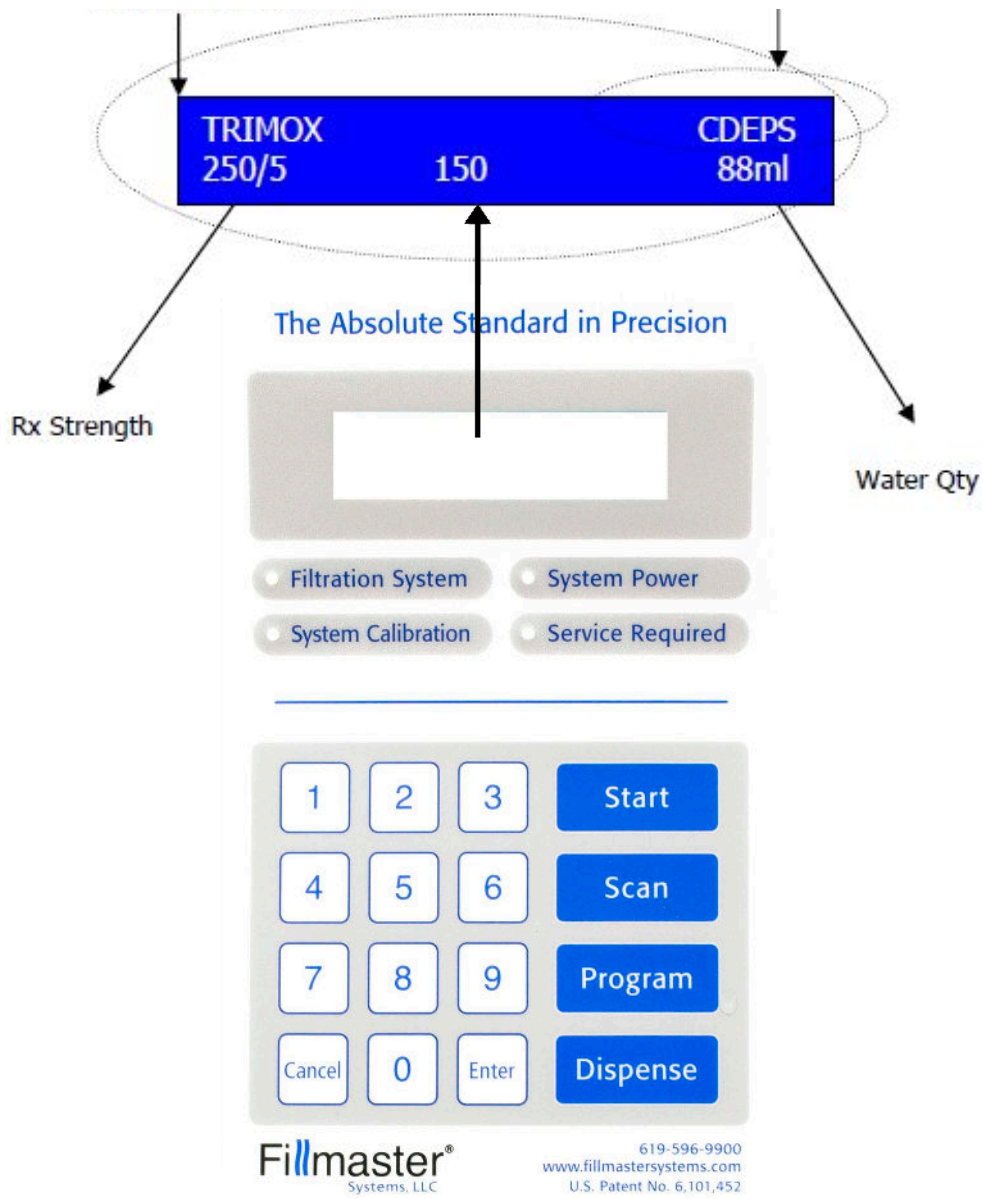 TRIMOX CDEPS
250/5 150 88ml
The Absolute Standard in Precision
Rx Strength
Water Qty
Filtration System System Power
System Calibration Service Required
1 2 3 Start
4 5 6 Scan
7 8 9 Program
Cancel 0 Enter Dispense
Fillmaster®
Systems, LLC
619-596-9900
www.fillmastersystems.com
U.S. Patent No. 6,101,452